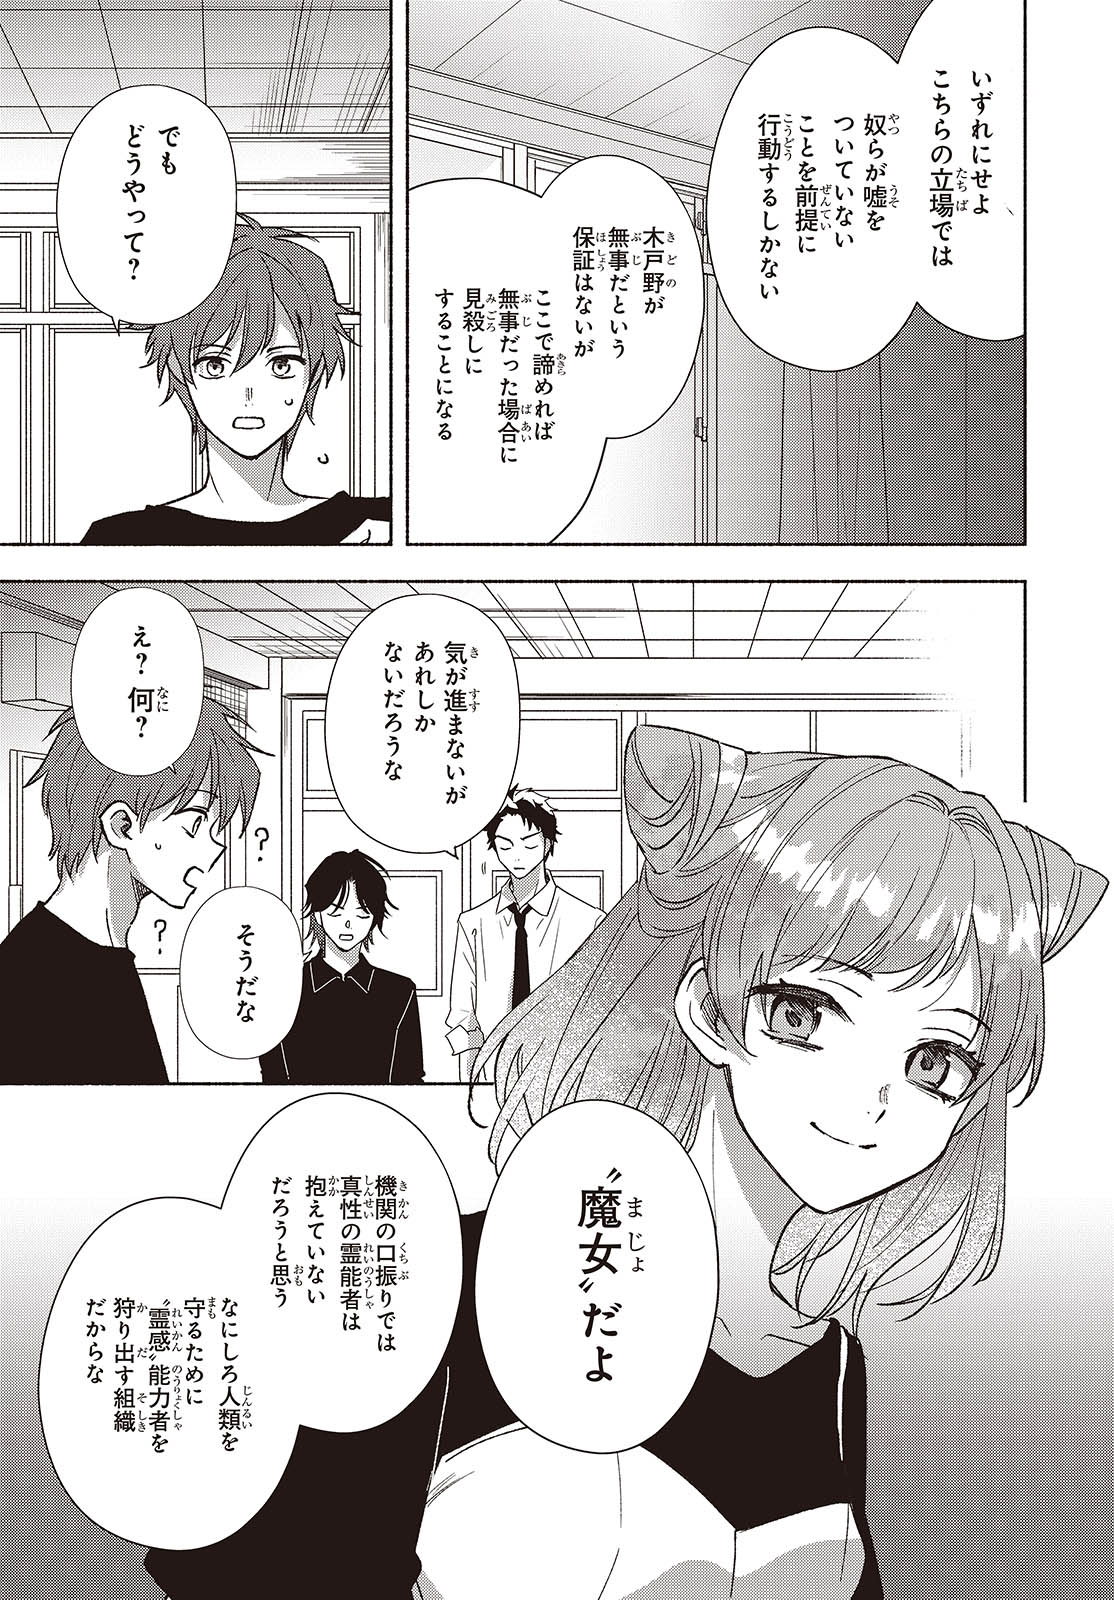 いずれにせよ
こちらの立場では
奴らが嘘を
ついていない
ことを前提に
行動するしかない
木戸野が
無事だという
保証はないが
ここで諦めれば
無事だった場合に
見殺しに
することになる
でも
どうやって?
気が進まないが
あれしか
ないだろうな
え?何?
?
?
そうだな
〝魔女〟だよ
機関の口振りでは
真性の霊能者は
抱えていない
だろうと思う
なにしろ人類を
守るために
〝霊感〟能力者を
狩り出す組織
だからな